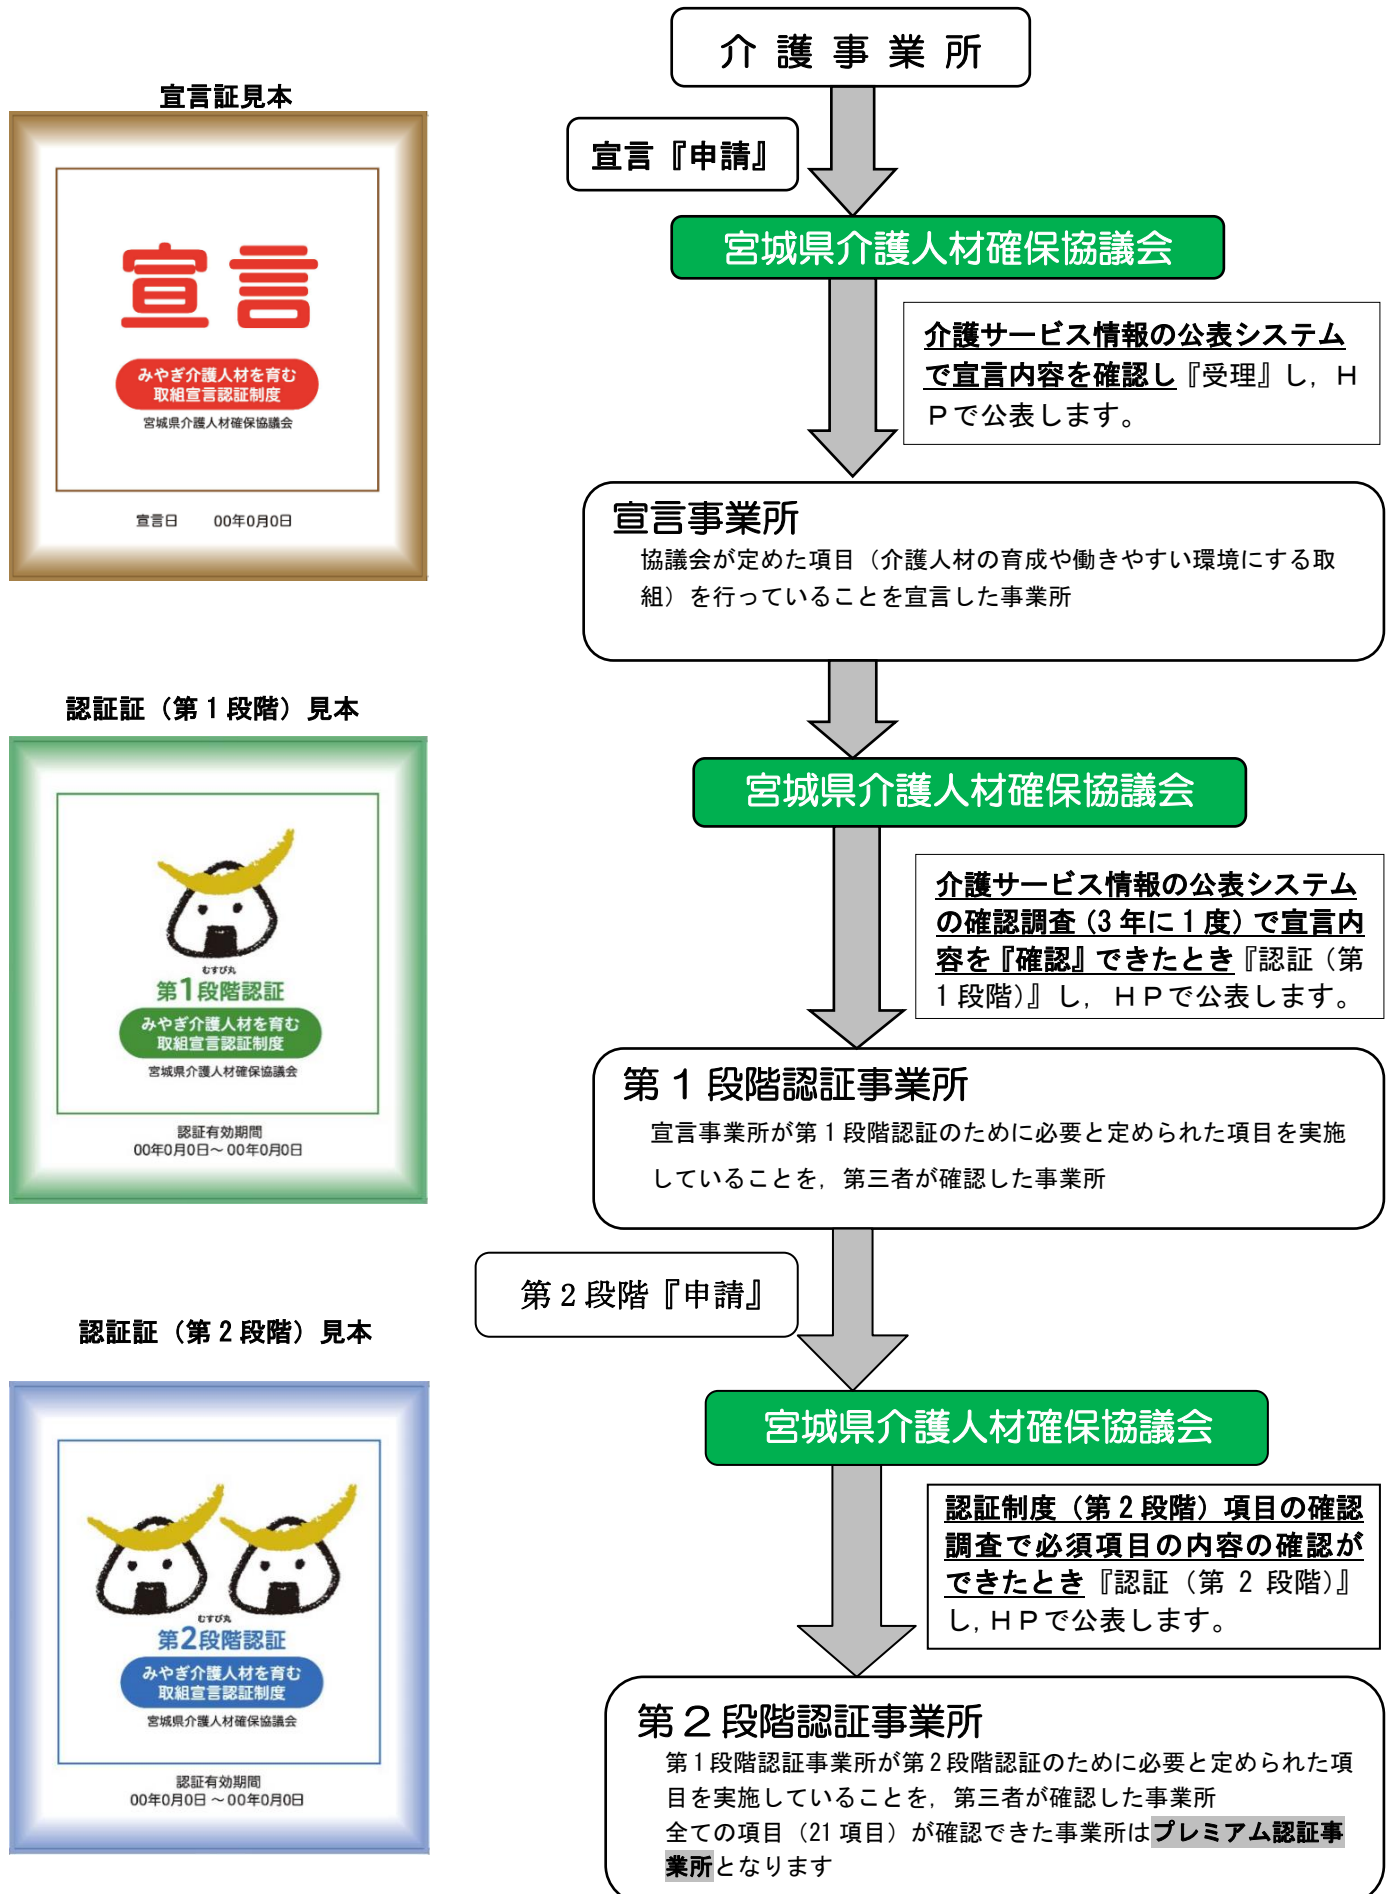 介護事業所
宣言『申請』
宮城県介護人材確保協議会
介護サービス情報の公表システム
で宣言内容を確認し『受理』し，Ｈ
Ｐで公表します。
宣言事業所
協議会が定めた項目（介護人材の育成や働きやすい環境にする取
組）を行っていることを宣言した事業所
宮城県介護人材確保協議会
介護サービス情報の公表システム
の確認調査（3年に1度）で宣言内
容を『確認』できたとき『認証（第
1段階）』し，ＨＰで公表します。
第１段階認証事業所
宣言事業所が第1段階認証のために必要と定められた項目を実施
していることを，第三者が確認した事業所
第2段階『申請』
宮城県介護人材確保協議会
認証制度（第2段階）項目の確認
調査で必須項目の内容の確認が
できたとき『認証（第 2 段階）』
し，ＨＰで公表します。
第２段階認証事業所
第1段階認証事業所が第2段階認証のために必要と定められた項
目を実施していることを，第三者が確認した事業所
全ての項目（21項目）が確認できた事業所はプレミアム認証事
業所となります
宣言証見本
宣言
みやぎ介護人材を育む
取組宣言認証制度
宮城県介護人材確保協議会
宣言日　00年0月0日
認証証（第1段階）見本
むすび丸
第1段階認証
みやぎ介護人材を育む
取組宣言認証制度
宮城県介護人材確保協議会
認証有効期間
00年0月0日～00年0月0日
認証証（第2段階）見本
むすび丸
第2段階認証
みやぎ介護人材を育む
取組宣言認証制度
宮城県介護人材確保協議会
認証有効期間
00年0月0日～00年0月0日